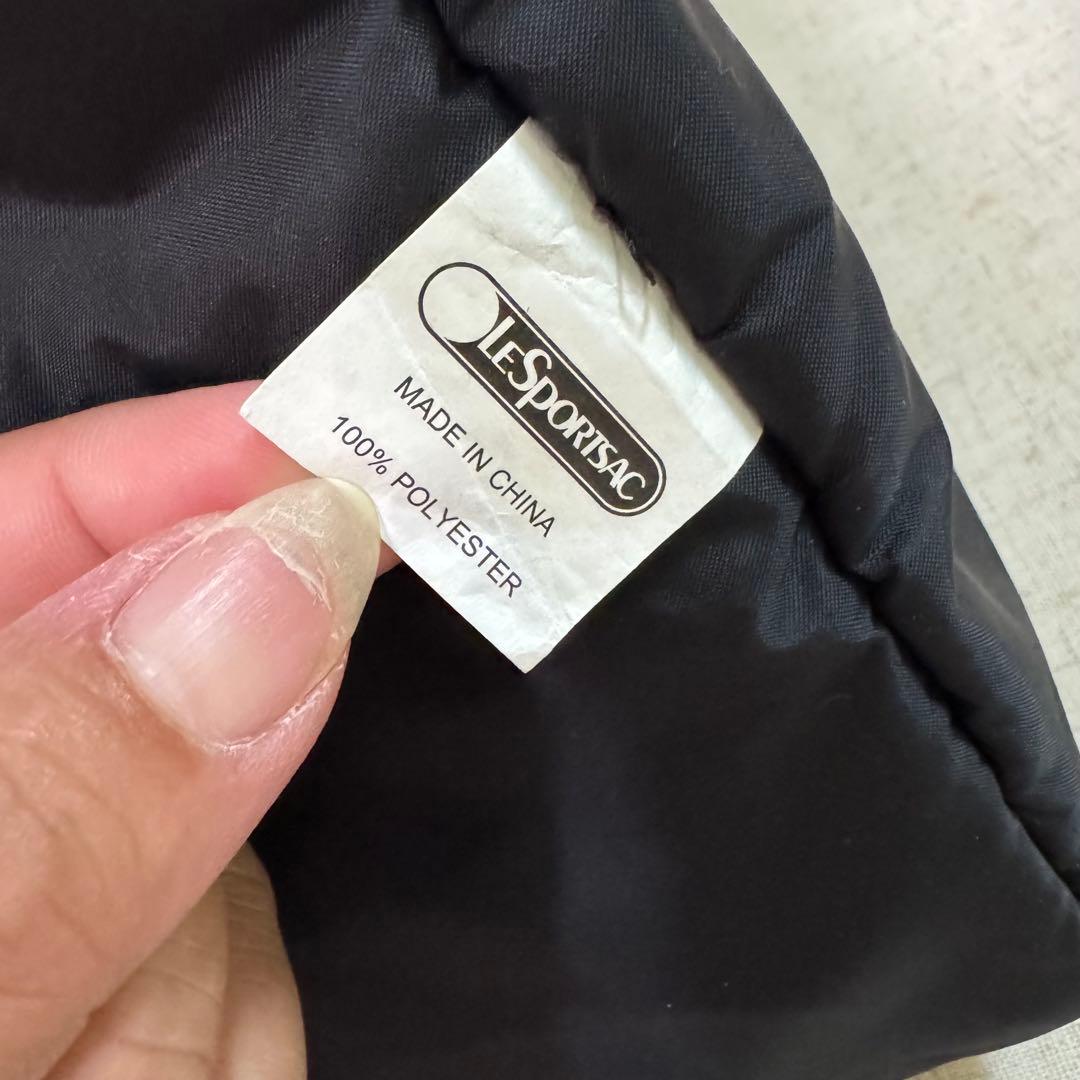 LESPORTSAC
MADE IN CHINA
100% POLYESTER